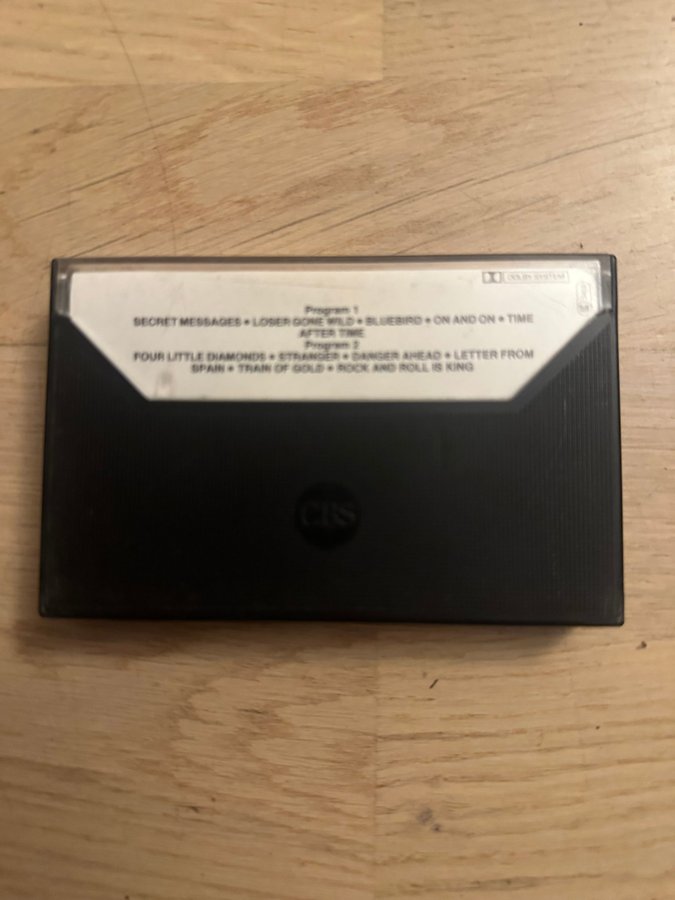 DOLBY SYSTEM
Program 1
SECRET MESSAGES • LOSER GONE WILD • BLUEBIRD • ON AND ON • TIME
AFTER TIME
Program 2
FOUR LITTLE DIAMONDS • STRANGER • DANGER AHEAD • LETTER FROM
SPAIN • TRAIN OF GOLD • ROCK AND ROLL IS KING
CBS